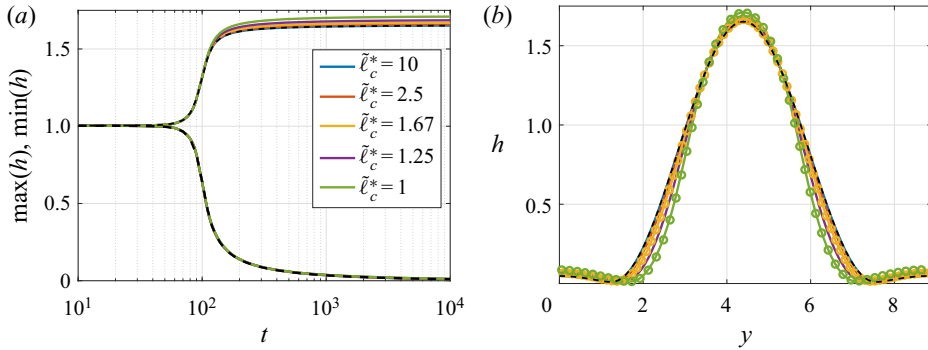 (a)
max(h), min(h)
1.5
1.0
0.5
0
ℓ̃*c = 10
ℓ̃*c = 2.5
ℓ̃*c = 1.67
ℓ̃*c = 1.25
ℓ̃*c = 1
10¹ 10² 10³ 10⁴
t
(b)
h
1.5
1.0
0.5
0 2 4 6 8
y